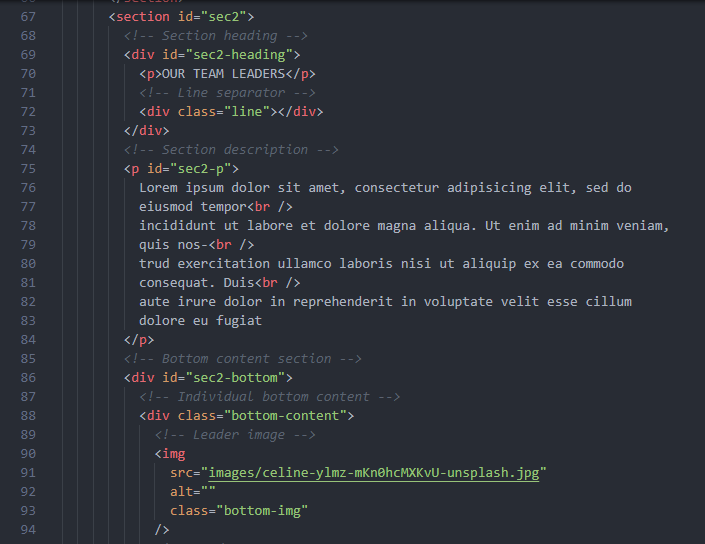 66 </section>
67 <section id="sec2">
68 <!-- Section heading -->
69 <div id="sec2-heading">
70 <p>OUR TEAM LEADERS</p>
71 <!-- Line separator -->
72 <div class="line"></div>
73 </div>
74 <!-- Section description -->
75 <p id="sec2-p">
76 Lorem ipsum dolor sit amet, consectetur adipisicing elit, sed do
77 eiusmod tempor<br />
78 incididunt ut labore et dolore magna aliqua. Ut enim ad minim veniam,
79 quis nos-<br />
80 trud exercitation ullamco laboris nisi ut aliquip ex ea commodo
81 consequat. Duis<br />
82 aute irure dolor in reprehenderit in voluptate velit esse cillum
83 dolore eu fugiat
84 </p>
85 <!-- Bottom content section -->
86 <div id="sec2-bottom">
87 <!-- Individual bottom content -->
88 <div class="bottom-content">
89 <!-- Leader image -->
90 <img
91 src="images/celine-ylmz-mKn0hcMXKvU-unsplash.jpg"
92 alt=""
93 class="bottom-img"
94 />